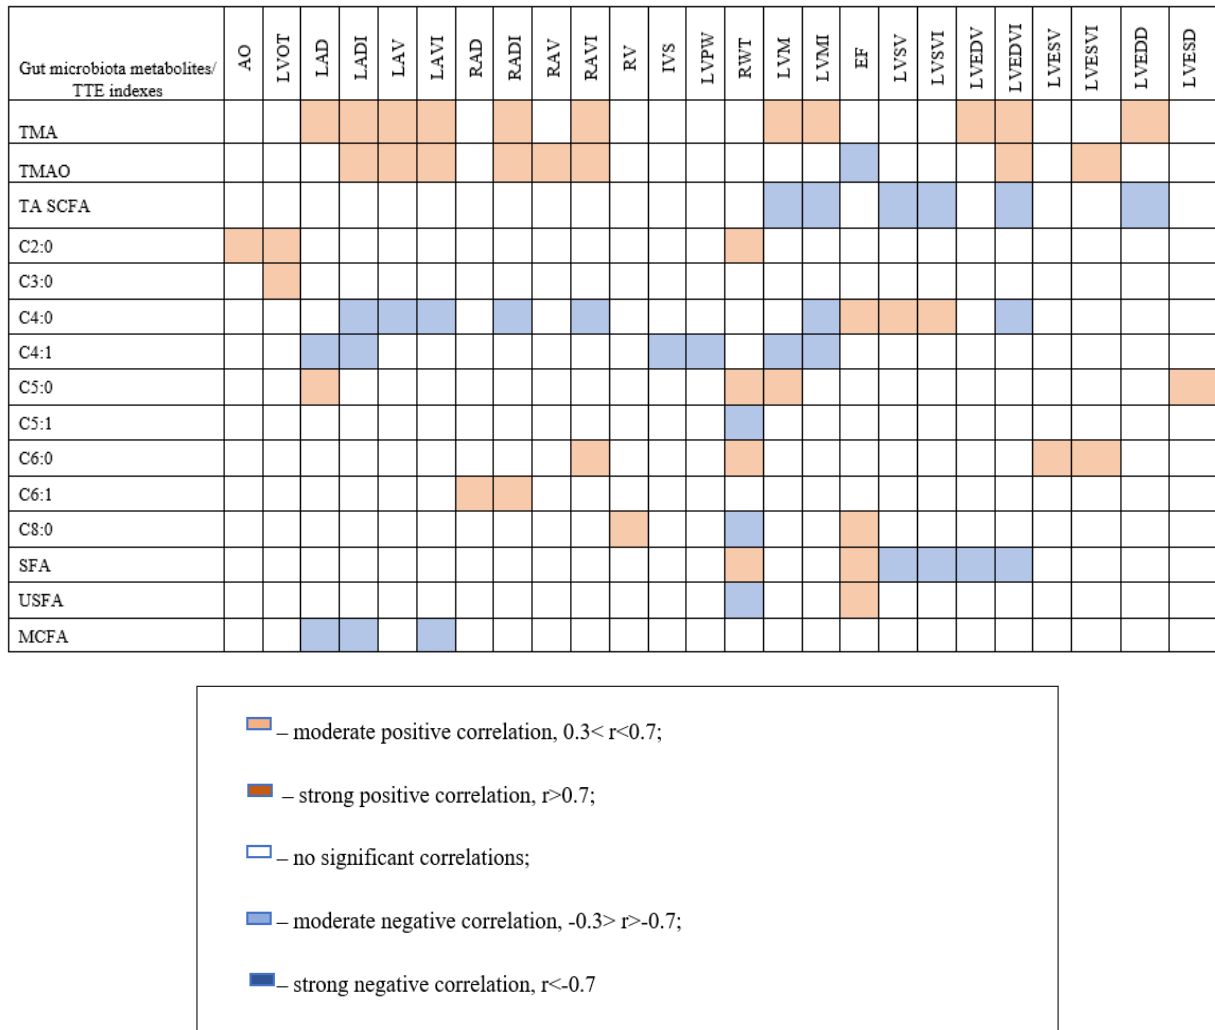 Gut microbiota metabolites/
TTE indexes
AO
LVOT
LAD
LADI
LAV
LAVI
RAD
RADI
RAV
RAVI
RV
IVS
LVPW
RWT
LVM
LVMI
EF
LVSV
LVSVI
LVEDV
LVEDVI
LVESV
LVESVI
LVEDD
LVESD
TMA
TMAO
TA SCFA
C2:0
C3:0
C4:0
C4:1
C5:0
C5:1
C6:0
C6:1
C8:0
SFA
USFA
MCFA
– moderate positive correlation, 0.3< r<0.7;
– strong positive correlation, r>0.7;
– no significant correlations;
– moderate negative correlation, -0.3> r>-0.7;
– strong negative correlation, r<-0.7